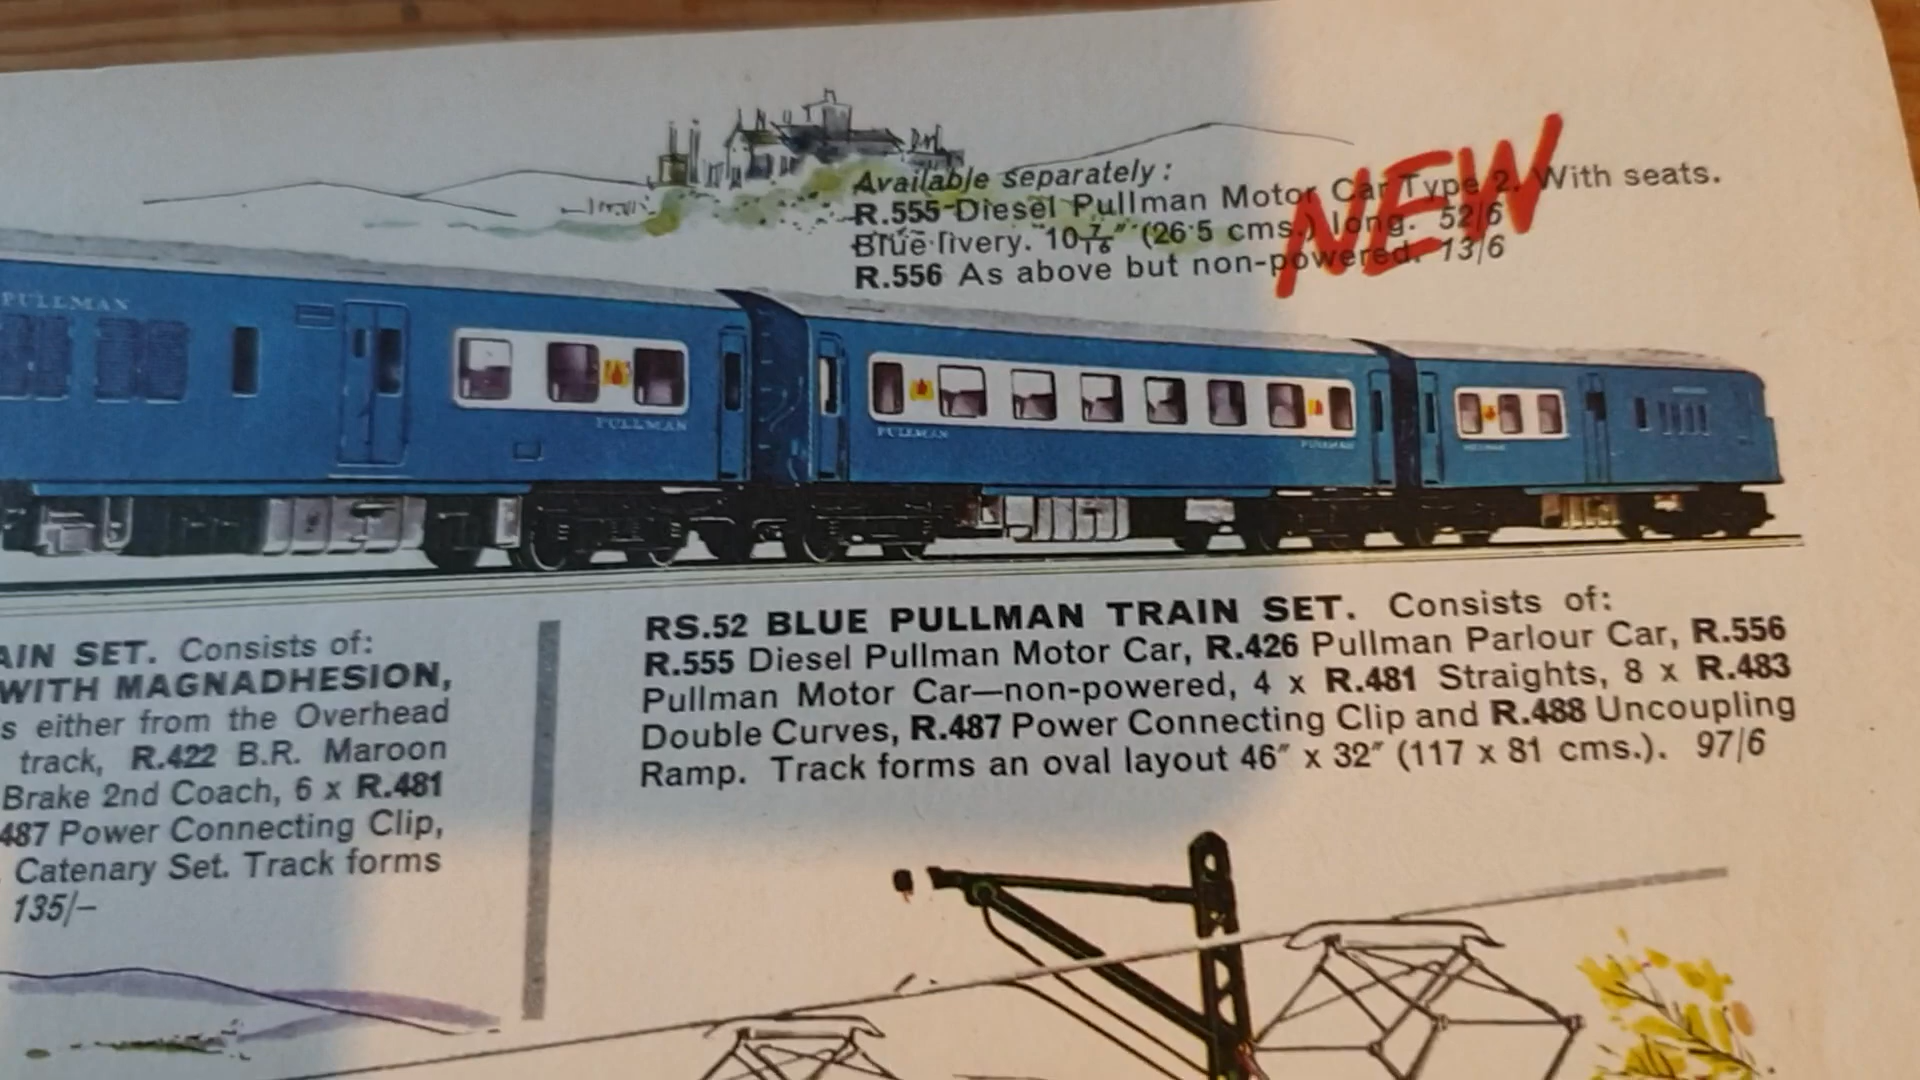 Available separately:
R.555 Diesel Pullman Motor Car Type 2. With seats.
Blue livery. 10 7/16" (26·5 cms.) long. 52/6
R.556 As above but non-powered. 13/6
NEW
PULLMAN
PULLMAN
PULLMAN
PULLMAN
AIN SET. Consists of:
WITH MAGNADHESION,
s either from the Overhead
track, R.422 B.R. Maroon
Brake 2nd Coach, 6 x R.481
487 Power Connecting Clip,
Catenary Set. Track forms
135/–
RS.52 BLUE PULLMAN TRAIN SET. Consists of:
R.555 Diesel Pullman Motor Car, R.426 Pullman Parlour Car, R.556
Pullman Motor Car—non-powered, 4 x R.481 Straights, 8 x R.483
Double Curves, R.487 Power Connecting Clip and R.488 Uncoupling
Ramp. Track forms an oval layout 46" x 32" (117 x 81 cms.). 97/6